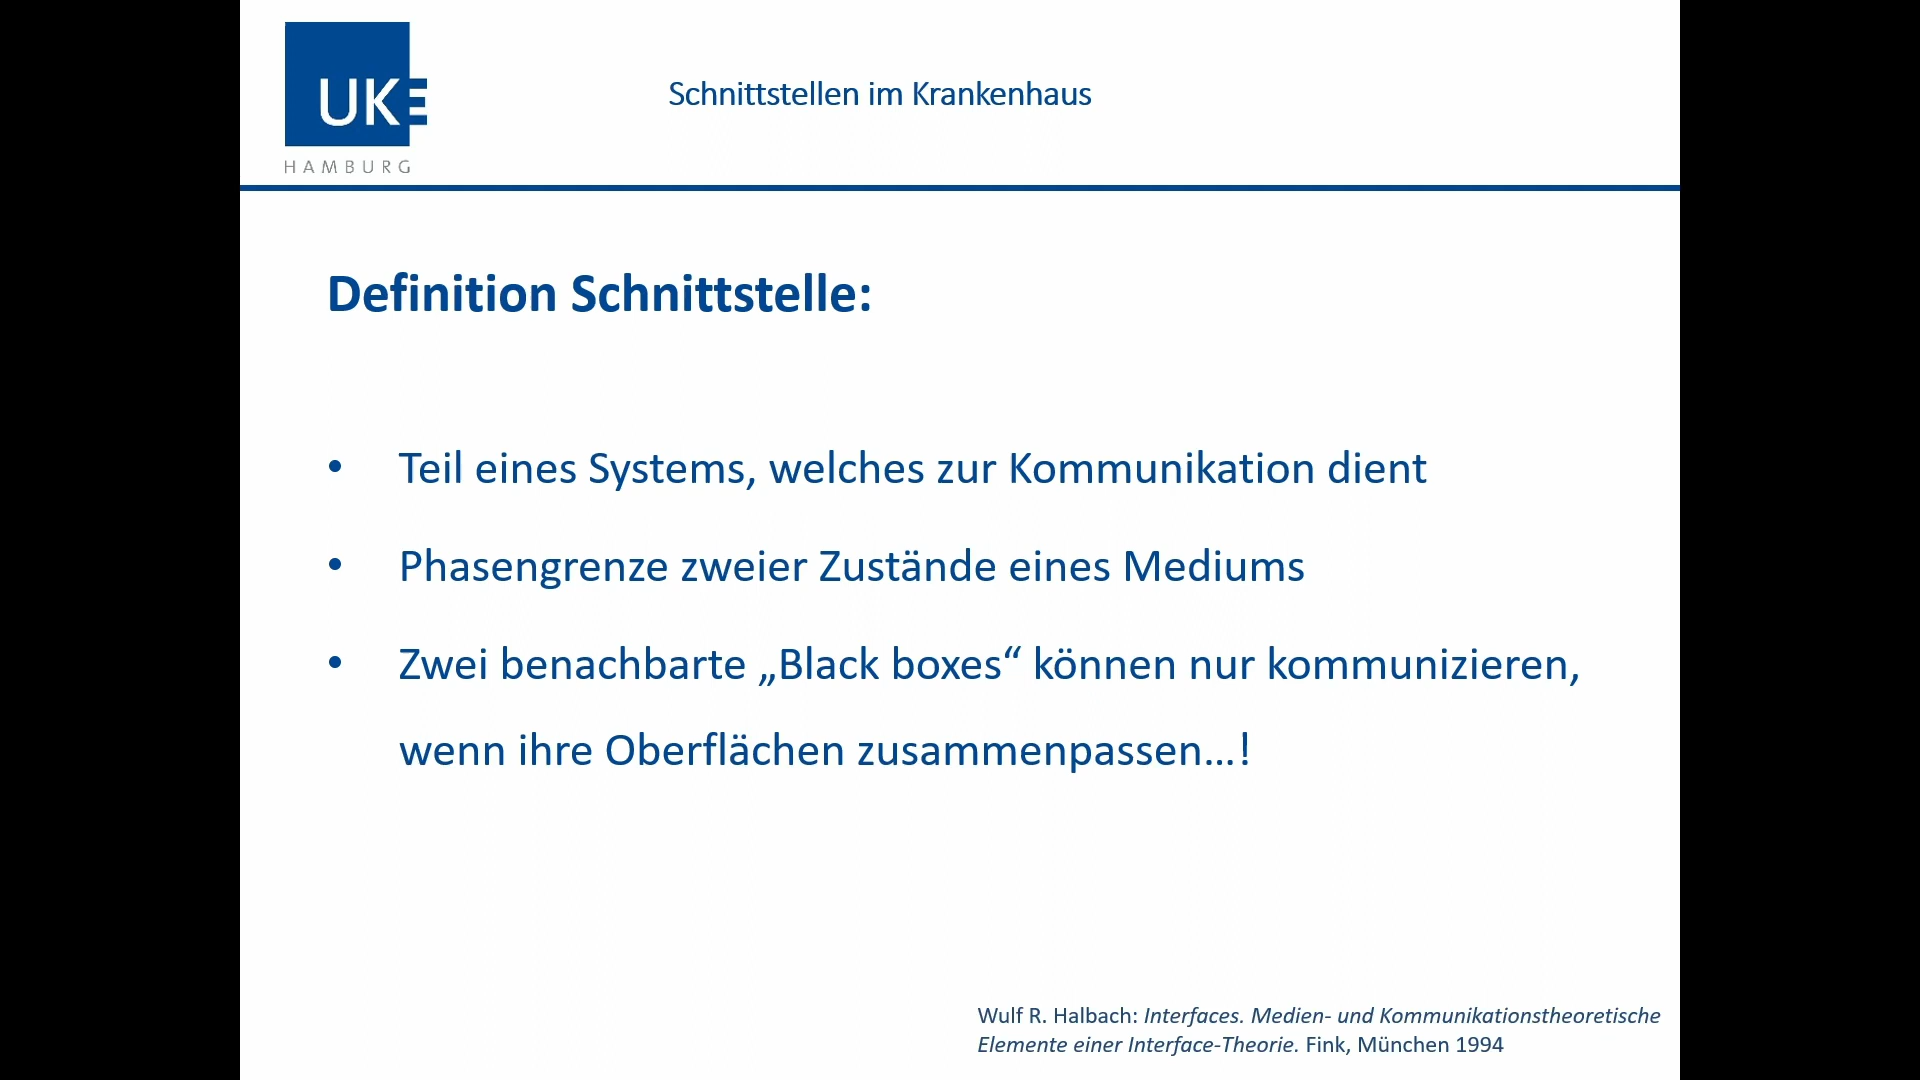 UKE
HAMBURG
Schnittstellen im Krankenhaus
Definition Schnittstelle:
• Teil eines Systems, welches zur Kommunikation dient
• Phasengrenze zweier Zustände eines Mediums
• Zwei benachbarte „Black boxes“ können nur kommunizieren,
wenn ihre Oberflächen zusammenpassen…!
Wulf R. Halbach: Interfaces. Medien- und Kommunikationstheoretische
Elemente einer Interface-Theorie. Fink, München 1994